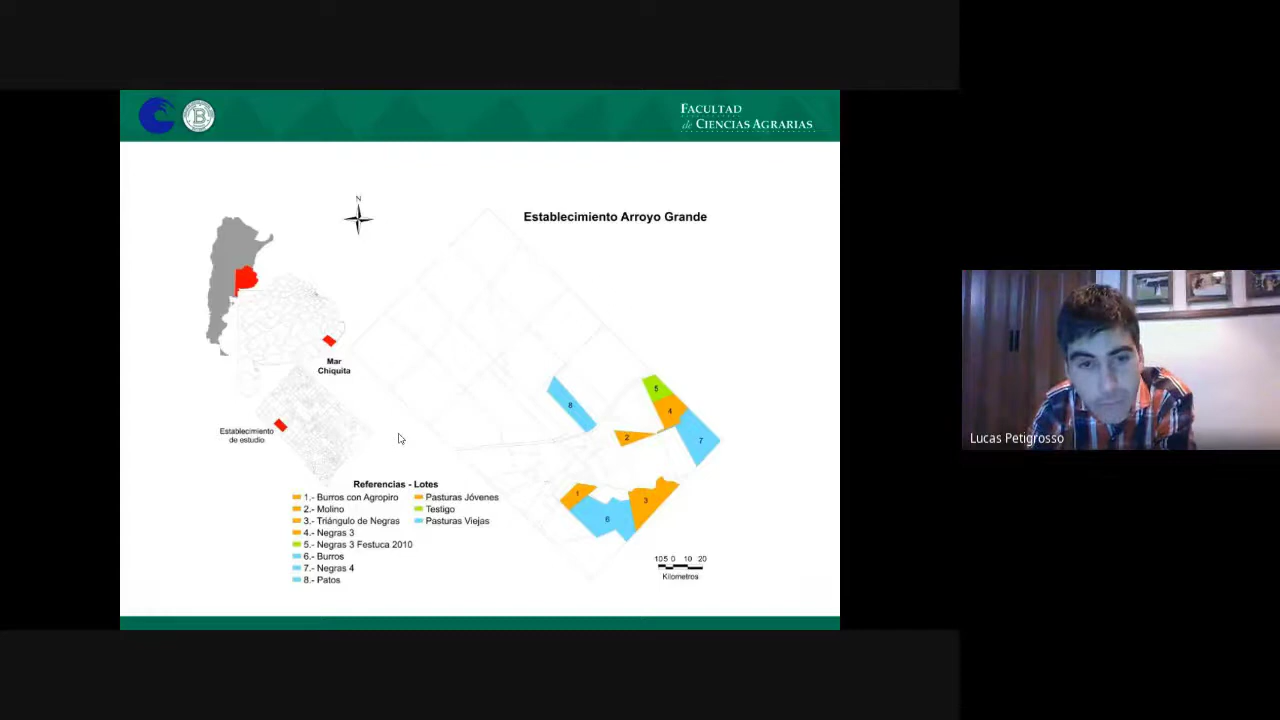 FACULTAD
de CIENCIAS AGRARIAS
N
Establecimiento Arroyo Grande
Mar
Chiquita
Establecimiento
de estudio
5
4
8
2
7
1
3
6
Referencias - Lotes
1.- Burros con Agropiro
2.- Molino
3.- Triángulo de Negras
4.- Negras 3
5.- Negras 3 Festuca 2010
6.- Burros
7.- Negras 4
8.- Patos
Pasturas Jóvenes
Testigo
Pasturas Viejas
10 5 0 10 20
Kilometros
Lucas Petigrosso
B